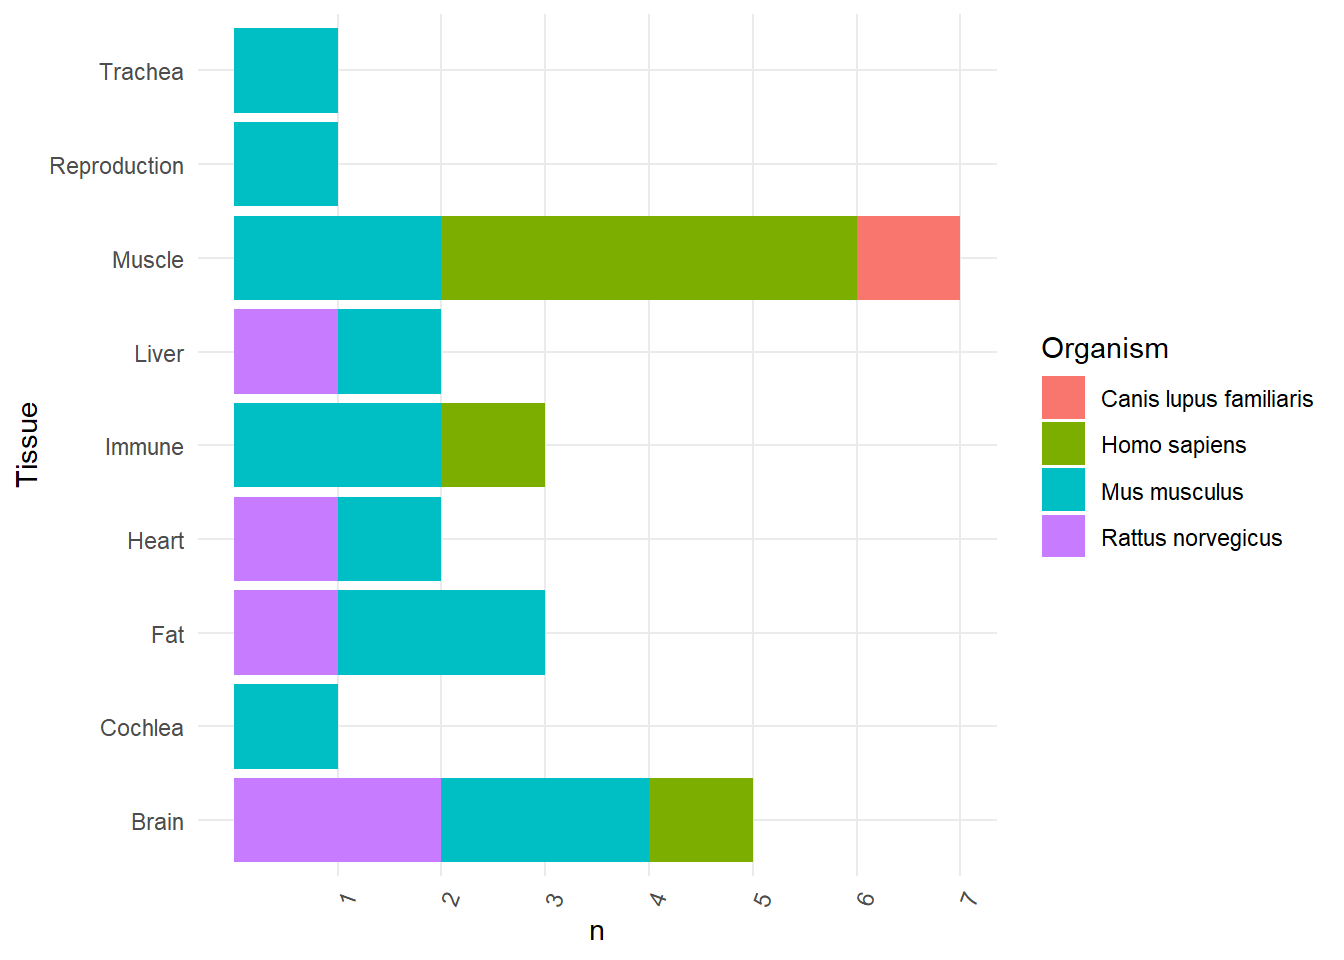 Trachea
Reproduction
Muscle
Liver
Immune
Heart
Fat
Cochlea
Brain
Tissue
1 2 3 4 5 6 7
n
Organism
Canis lupus familiaris
Homo sapiens
Mus musculus
Rattus norvegicus